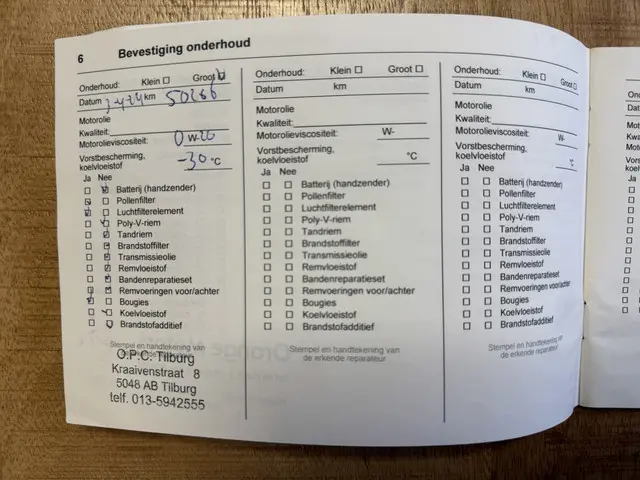 6 Bevestiging onderhoud
Onderhoud: Klein Groot
Datum km 50266
Motorolie
Kwaliteit:
Motorolieviscositeit: 0 W-20
Vorstbescherming,
koelvloeistof -30 °C
Ja Nee
Batterij (handzender)
Pollenfilter
Luchtfilterelement
Poly-V-riem
Tandriem
Brandstoffilter
Transmissieolie
Remvloeistof
Bandenreparatieset
Remvoeringen voor/achter
Bougies
Koelvloeistof
Brandstofadditief
Stempel en handtekening van
O.P.C. Tilburg
Kraaivenstraat 8
5048 AB Tilburg
telf. 013-5942555
Onderhoud: Klein Groot
Datum km
Motorolie
Kwaliteit:
Motorolieviscositeit: W-
Vorstbescherming,
koelvloeistof °C
Ja Nee
Batterij (handzender)
Pollenfilter
Luchtfilterelement
Poly-V-riem
Tandriem
Brandstoffilter
Transmissieolie
Remvloeistof
Bandenreparatieset
Remvoeringen voor/achter
Bougies
Koelvloeistof
Brandstofadditief
Stempel en handtekening van
de erkende reparateur
Onderhoud: Klein Groot
Datum km
Motorolie
Kwaliteit:
Motorolieviscositeit: W-
Vorstbescherming,
koelvloeistof °C
Ja Nee
Batterij (handzender)
Pollenfilter
Luchtfilterelement
Poly-V-riem
Tandriem
Brandstoffilter
Transmissieolie
Remvloeistof
Bandenreparatieset
Remvoeringen voor/achter
Bougies
Koelvloeistof
Brandstofadditief
Stempel en handtekening van
de erkende reparateur